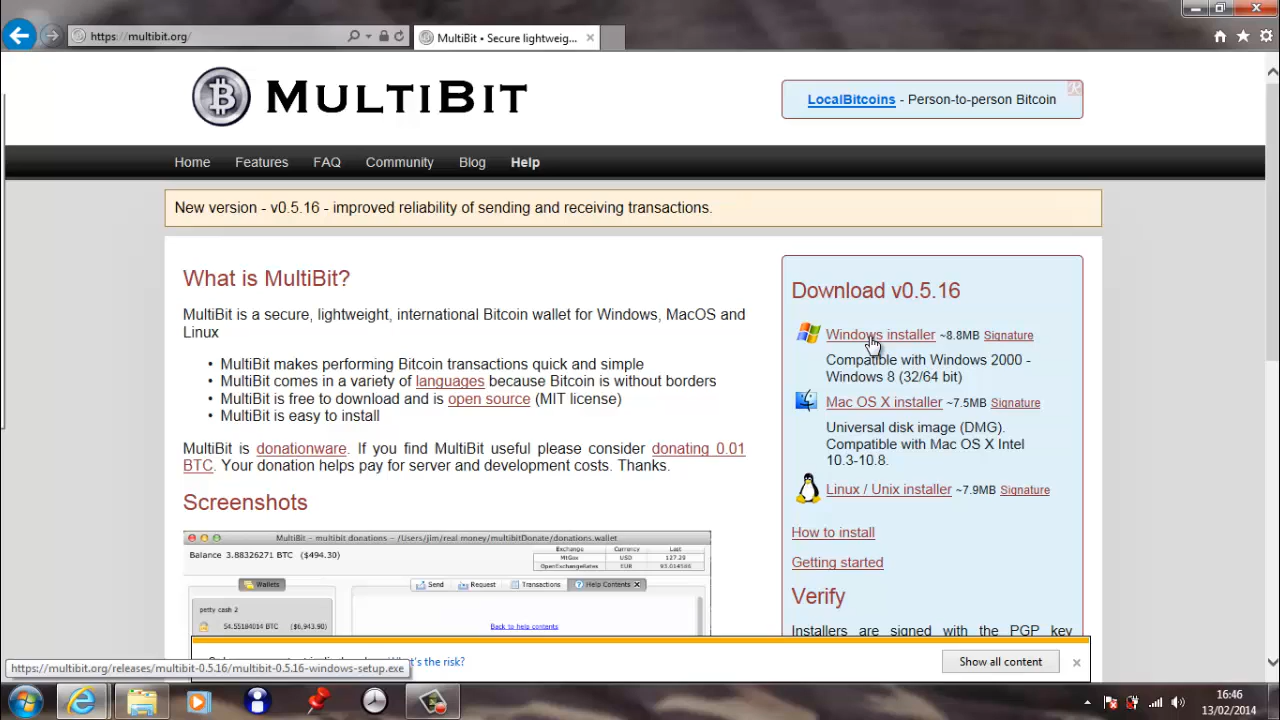 https://multibit.org/
MultiBit • Secure lightweig...
MULTIBIT
LocalBitcoins - Person-to-person Bitcoin
Home Features FAQ Community Blog Help
New version - v0.5.16 - improved reliability of sending and receiving transactions.
What is MultiBit?
MultiBit is a secure, lightweight, international Bitcoin wallet for Windows, MacOS and
Linux
• MultiBit makes performing Bitcoin transactions quick and simple
• MultiBit comes in a variety of languages because Bitcoin is without borders
• MultiBit is free to download and is open source (MIT license)
• MultiBit is easy to install
MultiBit is donationware. If you find MultiBit useful please consider donating 0.01
BTC. Your donation helps pay for server and development costs. Thanks.
Screenshots
MultiBit - multibit donations - /Users/jim/real.money/multibitDonate/donations.wallet
Balance 3.88326271 BTC ($494.30)
Exchange Currency Last
MtGox USD 127.29
OpenExchangeRates EUR 93.014586
Wallets Send Request Transactions Help Contents
petty cash 2
54.55184014 BTC ($6,943.90)
Back to help contents
Download v0.5.16
Windows installer ~8.8MB Signature
Compatible with Windows 2000 -
Windows 8 (32/64 bit)
Mac OS X installer ~7.5MB Signature
Universal disk image (DMG).
Compatible with Mac OS X Intel
10.3-10.8.
Linux / Unix installer ~7.9MB Signature
How to install
Getting started
Verify
Installers are signed with the PGP key
What's the risk?
Show all content
https://multibit.org/releases/multibit-0.5.16/multibit-0.5.16-windows-setup.exe
16:46
13/02/2014